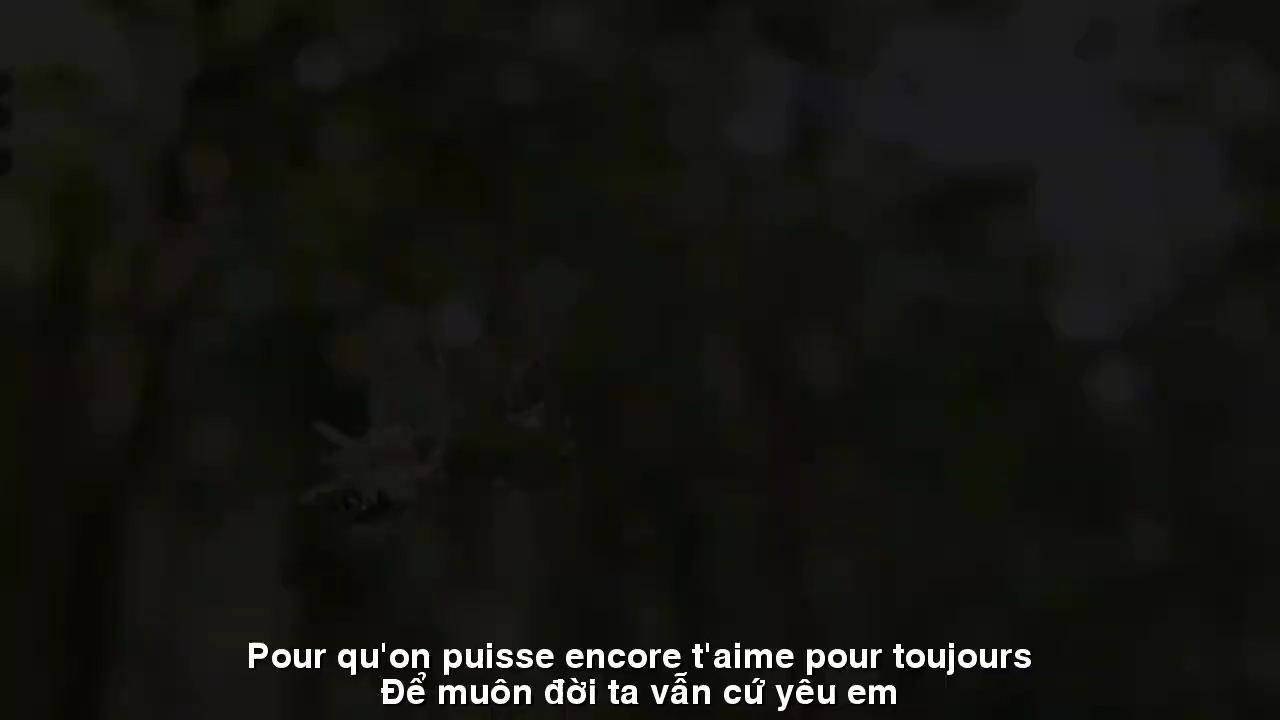 Pour qu'on puisse encore t'aime pour toujours
Để muôn đời ta vẫn cứ yêu em